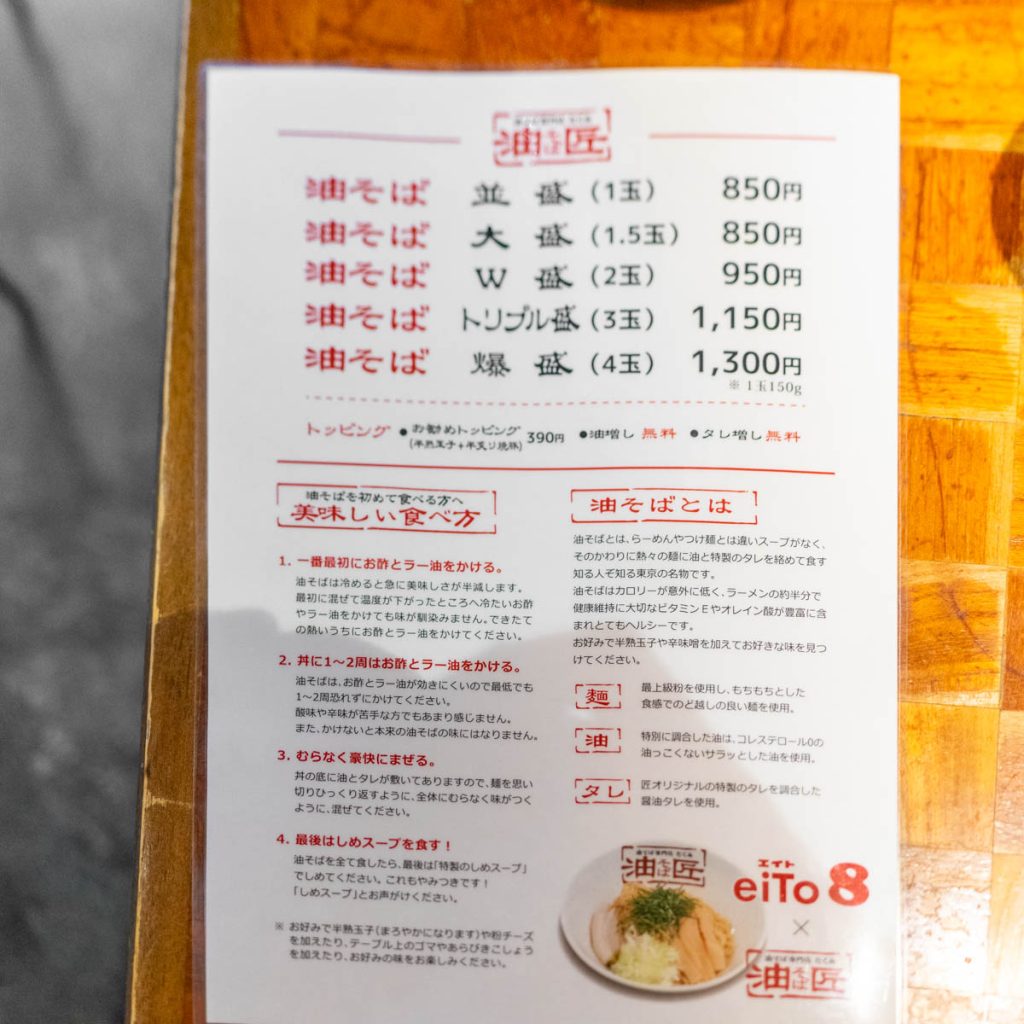 油そば匠
油そば 並盛(1玉) 850円
油そば 大盛(1.5玉) 850円
油そば W盛(2玉) 950円
油そば トリプル盛(3玉) 1,150円
油そば 爆盛(4玉) 1,300円
※1玉150g
トッピング ●お勧めトッピング(半熟玉子+半炙り焼豚) 390円 ●油増し 無料 ●タレ増し 無料
油そばを初めて食べる方へ
美味しい食べ方
1. 一番最初にお酢とラー油をかける。
油そばは冷めると急に美味しさが半減します。
最初に混ぜて温度が下がったところへ冷たいお酢
やラー油をかけても味が馴染みません。できたて
の熱いうちにお酢とラー油をかけてください。
2. 丼に1〜2周はお酢とラー油をかける。
油そばは、お酢とラー油が効きにくいので最低でも
1〜2周恐れずにかけてください。
酸味や辛味が苦手な方でもあまり感じません。
また、かけないと本来の油そばの味にはなりません。
3. むらなく豪快にまぜる。
丼の底に油とタレが敷いてありますので、麺を思い
切りひっくり返すように、全体にむらなく味がつく
ように、混ぜてください。
4. 最後はしめスープを食す!
油そばを全て食したら、最後は「特製のしめスープ」
でしめてください。これもやみつきです!
「しめスープ」とお声がけください。
※ お好みで半熟玉子(まろやかになります)や粉チーズ
を加えたり、テーブル上のゴマやあらびきこしょう
を加えたり、お好みの味をお楽しみください。
油そばとは
油そばとは、らーめんやつけ麺とは違いスープがなく、
そのかわりに熱々の麺に油と特製のタレを絡めて食す
知る人ぞ知る東京の名物です。
油そばはカロリーが意外に低く、ラーメンの約半分で
健康維持に大切なビタミンEやオレイン酸が豊富に含
まれとてもヘルシーです。
お好みで半熟玉子や辛味噌を加えてお好きな味を見つ
けてください。
麺 最上級粉を使用し、もちもちとした
食感でのど越しの良い麺を使用。
油 特別に調合した油は、コレステロール0の
油っこくないサラッとした油を使用。
タレ 匠オリジナルの特製のタレを調合した
醤油タレを使用。
油そば専門店 たくみ
油そば匠
エイト
eiTo 8
×
油そば専門店 たくみ
油そば匠